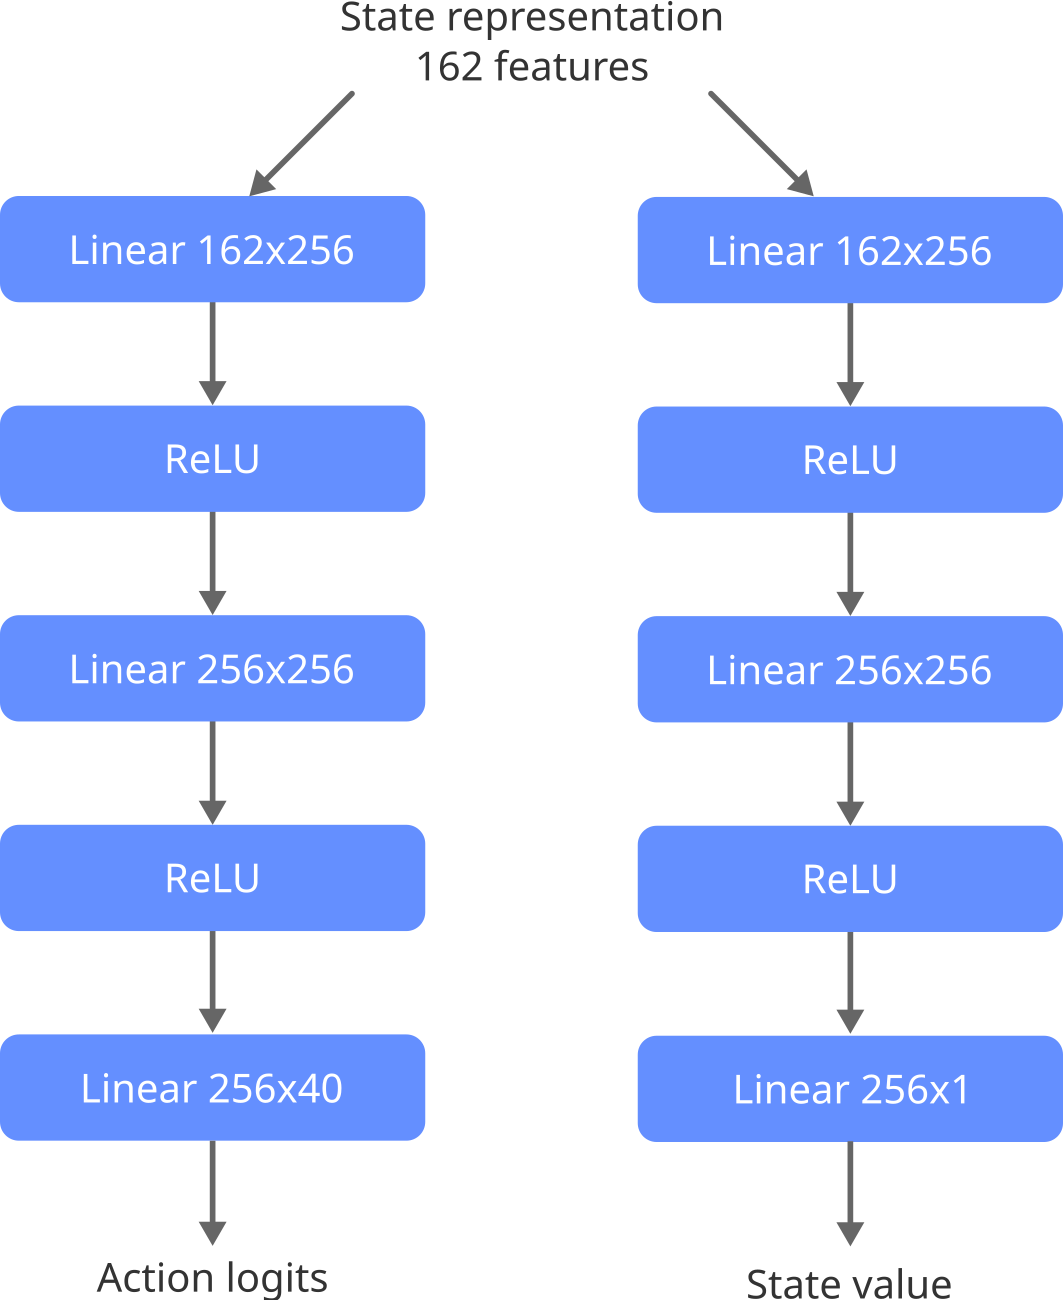 State representation
162 features
Linear 162x256
ReLU
Linear 256x256
ReLU
Linear 256x40
Action logits
Linear 162x256
ReLU
Linear 256x256
ReLU
Linear 256x1
State value